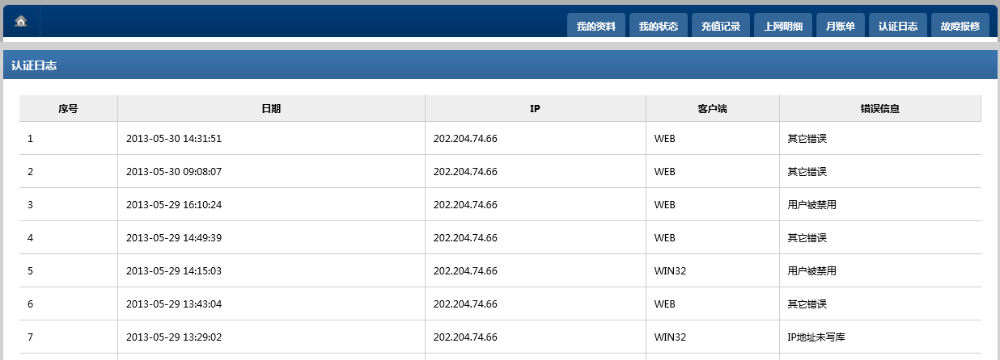 我的资料 我的状态 充值记录 上网明细 月账单 认证日志 故障报修
认证日志
序号 日期 IP 客户端 错误信息
1 2013-05-30 14:31:51 202.204.74.66 WEB 其它错误
2 2013-05-30 09:08:07 202.204.74.66 WEB 其它错误
3 2013-05-29 16:10:24 202.204.74.66 WEB 用户被禁用
4 2013-05-29 14:49:39 202.204.74.66 WEB 其它错误
5 2013-05-29 14:15:03 202.204.74.66 WIN32 用户被禁用
6 2013-05-29 13:43:04 202.204.74.66 WEB 其它错误
7 2013-05-29 13:29:02 202.204.74.66 WIN32 IP地址未写库